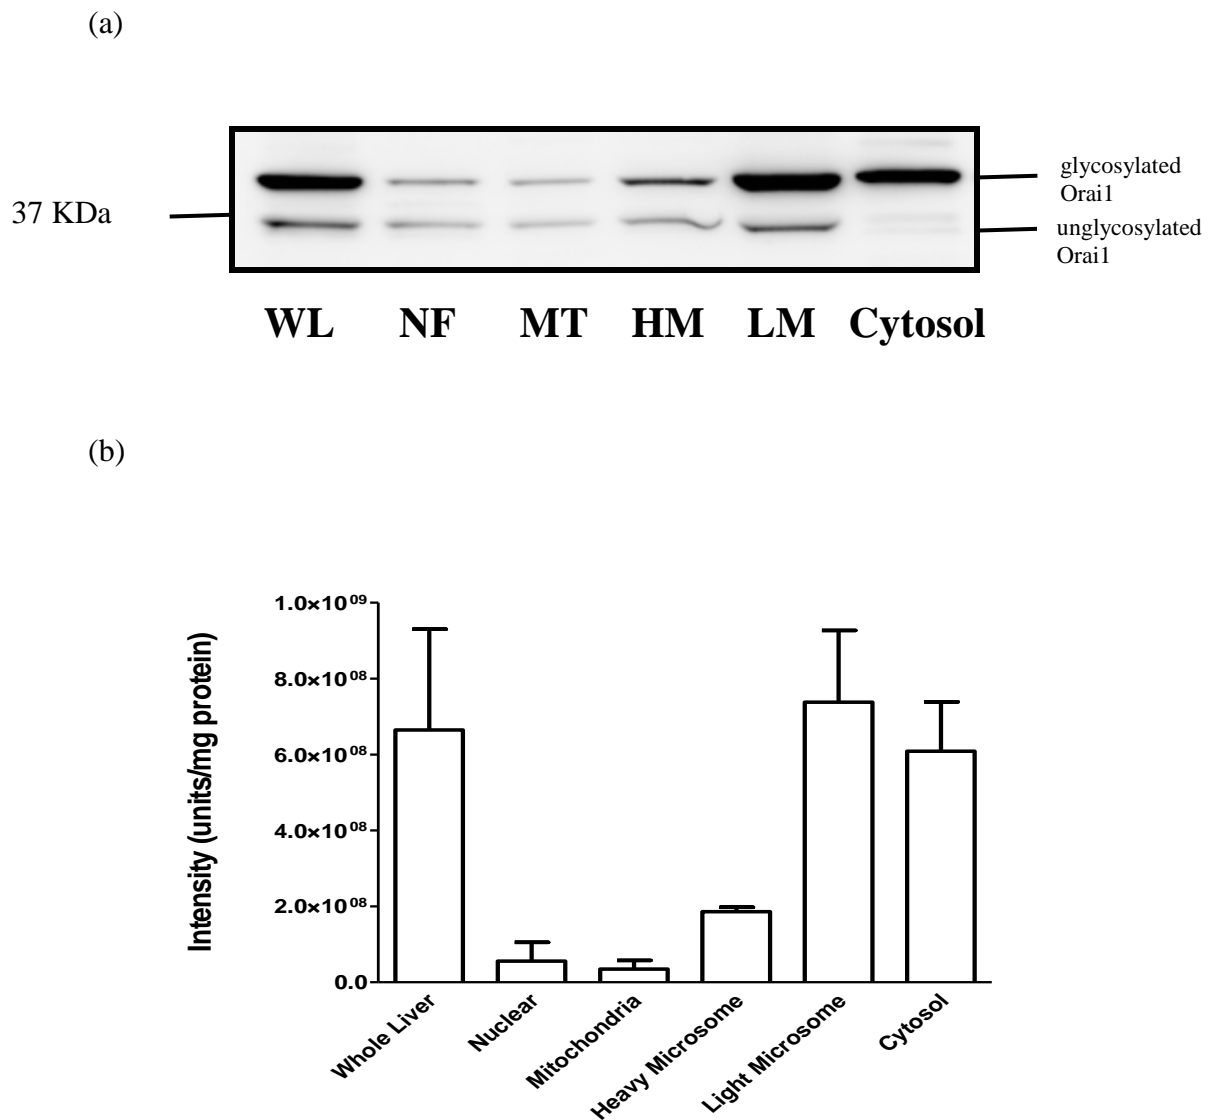 (a)
glycosylated
Orai1
37 KDa
unglycosylated
Orai1
WL NF MT HM LM Cytosol
(b)
Intensity (units/mg protein)
1.0×10⁰⁹
8.0×10⁰⁸
6.0×10⁰⁸
4.0×10⁰⁸
2.0×10⁰⁸
0.0
Whole Liver
Nuclear
Mitochondria
Heavy Microsome
Light Microsome
Cytosol